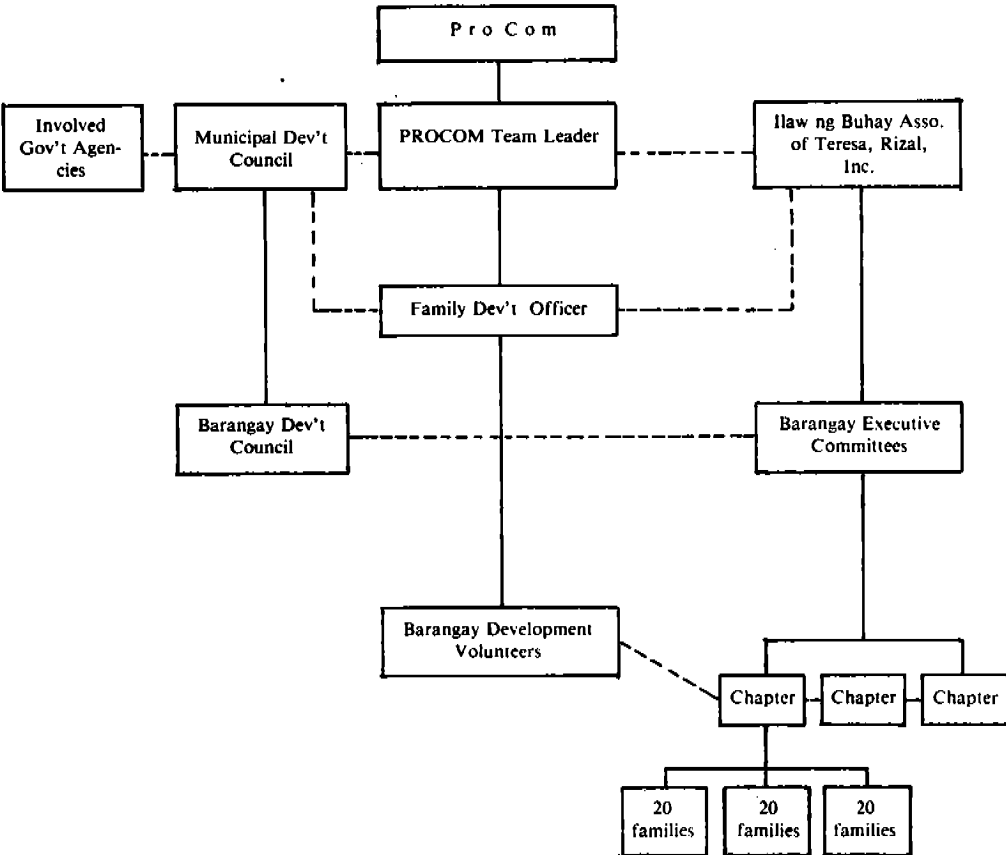 Pro Com
Involved
Gov't Agen-
cies
Municipal Dev't
Council
PROCOM Team Leader
Ilaw ng Buhay Asso.
of Teresa, Rizal,
Inc.
Family Dev't Officer
Barangay Dev't
Council
Barangay Executive
Committees
Barangay Development
Volunteers
Chapter
Chapter
Chapter
20
families
20
families
20
families